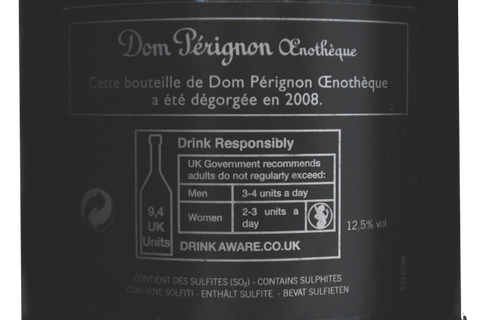 Dom Pérignon Œnothèque
Cette bouteille de Dom Pérignon Œnothèque
a été dégorgée en 2008.
Drink Responsibly
UK Government recommends
adults do not regularly exceed:
Men 3-4 units a day
Women 2-3 units a
day
9,4
UK
Units
DRINKAWARE.CO.UK
12,5% vol
CONTIENT DES SULFITES (SO₂) - CONTAINS SULPHITES
CONTIENE SOLFITI - ENTHÄLT SULFITE - BEVAT SULFIETEN